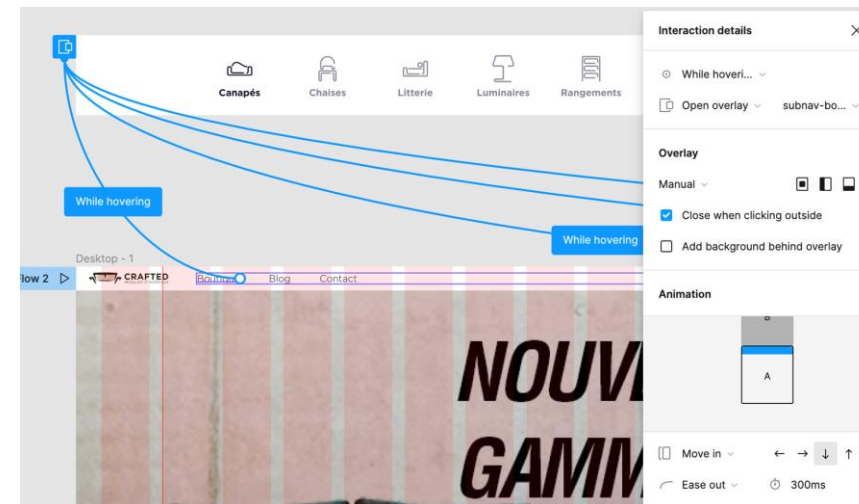 Interaction details
While hoveri...
Open overlay subnav-bo...
Overlay
Manual
Close when clicking outside
Add background behind overlay
Animation
A
Move in
Ease out 300ms
Canapés Chaises Litterie Luminaires Rangements
While hovering
While hovering
Desktop - 1
low 2
CRAFTED
Boutique Blog Contact
NOUVE
GAMM